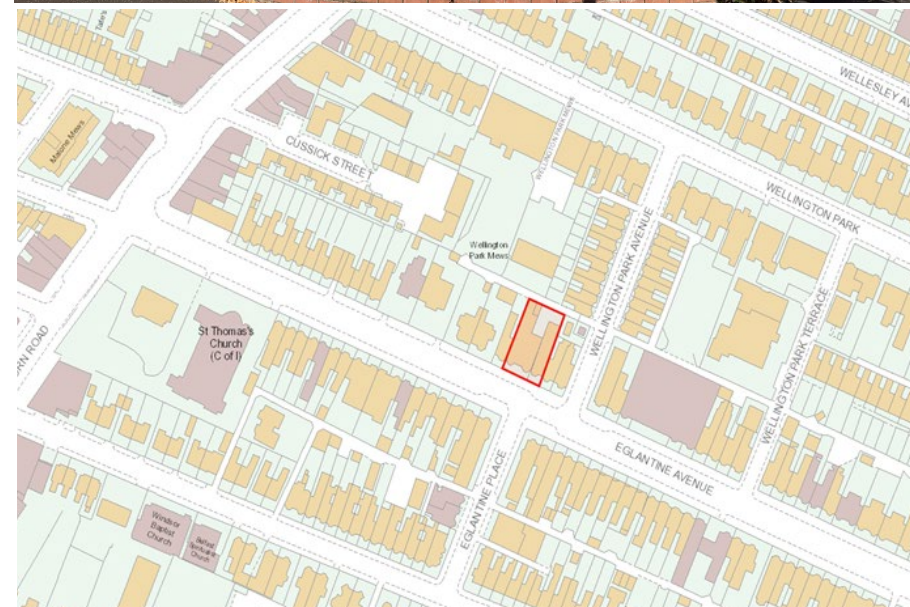 WELLESLEY AV
CUSSICK STREET
WELLINGTON PARK MEWS
Malone Mews
WELLINGTON PARK
WELLINGTON PARK AVENUE
Wellington
Park Mews
WELLINGTON PARK TERRACE
St Thomas's
Church
(C of I)
RN ROAD
EGLANTINE AVENUE
EGLANTINE PLACE
Windsor
Baptist
Church
Belfast
Spiritualist
Church